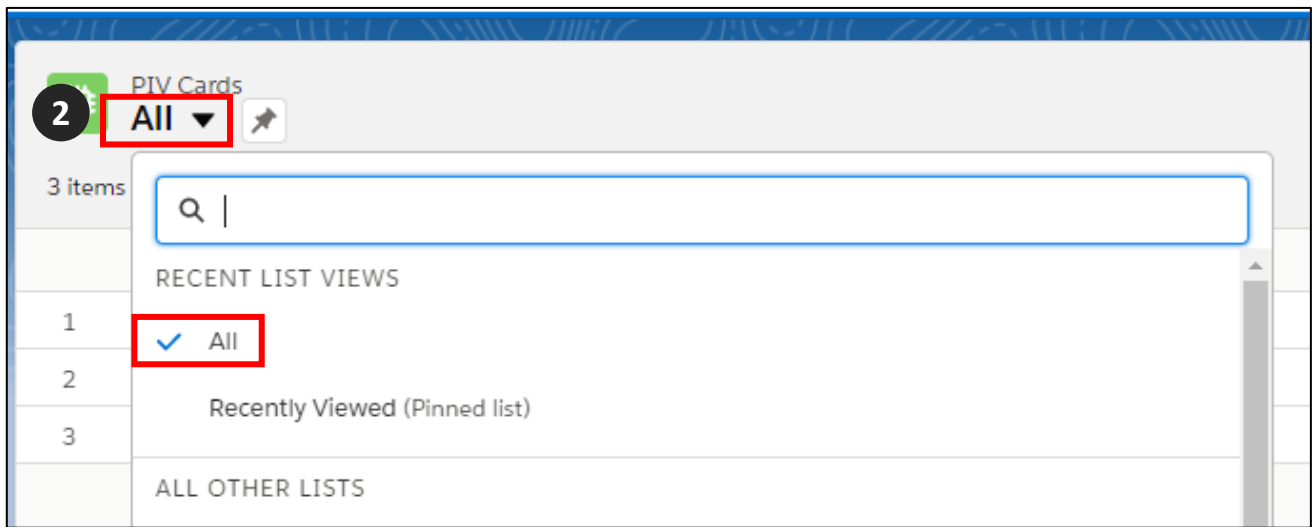 PIV Cards
2
All
3 items
RECENT LIST VIEWS
1
All
2
Recently Viewed (Pinned list)
3
ALL OTHER LISTS